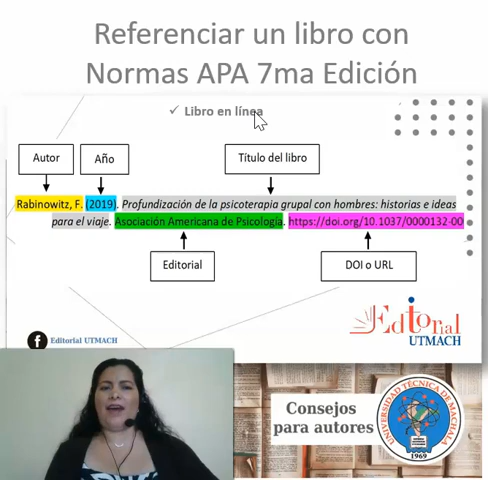 Referenciar un libro con
Normas APA 7ma Edición
✓ Libro en línea
Autor
Año
Título del libro
Rabinowitz, F. (2019). Profundización de la psicoterapia grupal con hombres: historias e ideas
para el viaje. Asociación Americana de Psicología. https://doi.org/10.1037/0000132-00
Editorial
DOI o URL
Editorial
UTMACH
f Editorial UTMACH
Consejos
para autores
UNIVERSIDAD TÉCNICA DE MACHALA
1969